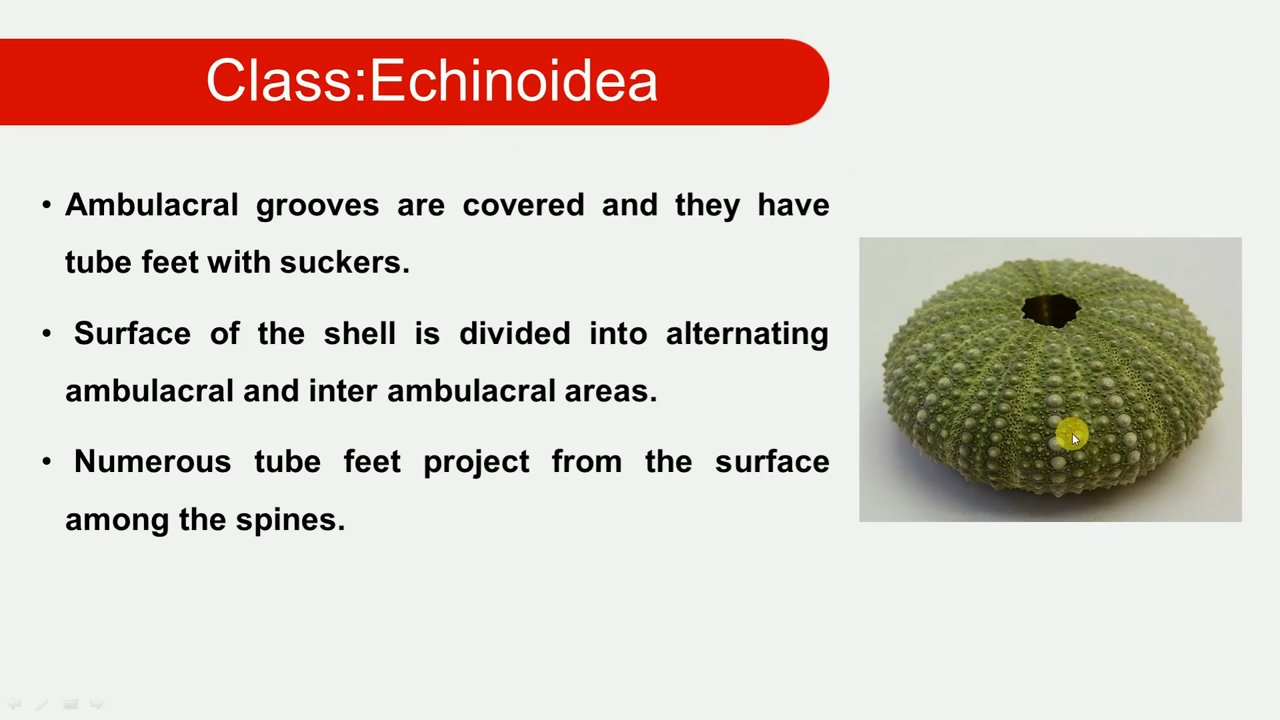 Class:Echinoidea
• Ambulacral grooves are covered and they have
tube feet with suckers.
• Surface of the shell is divided into alternating
ambulacral and inter ambulacral areas.
• Numerous tube feet project from the surface
among the spines.